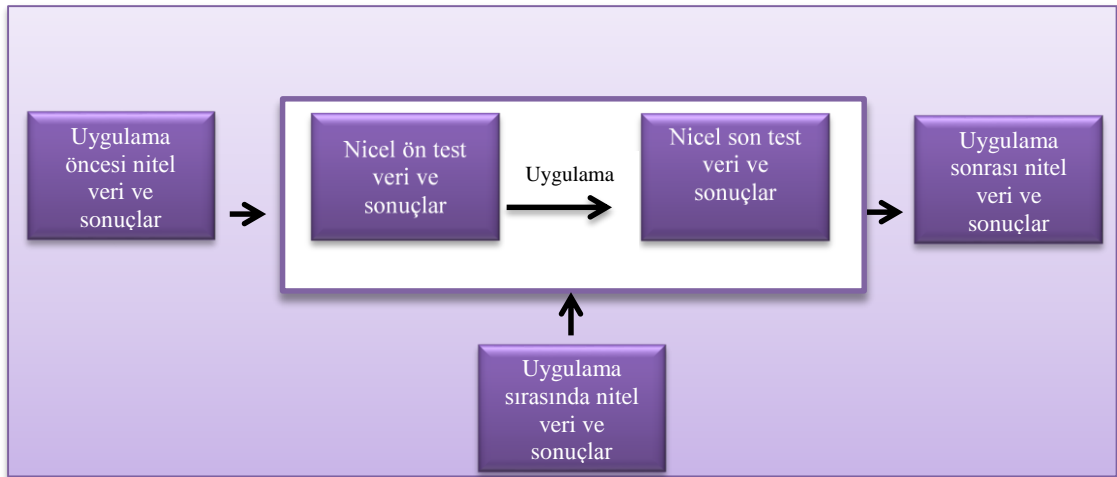 Uygulama
öncesi nitel
veri ve
sonuçlar
Nicel ön test
veri ve
sonuçlar
Uygulama
Nicel son test
veri ve
sonuçlar
Uygulama
sonrası nitel
veri ve
sonuçlar
Uygulama
sırasında nitel
veri ve
sonuçlar